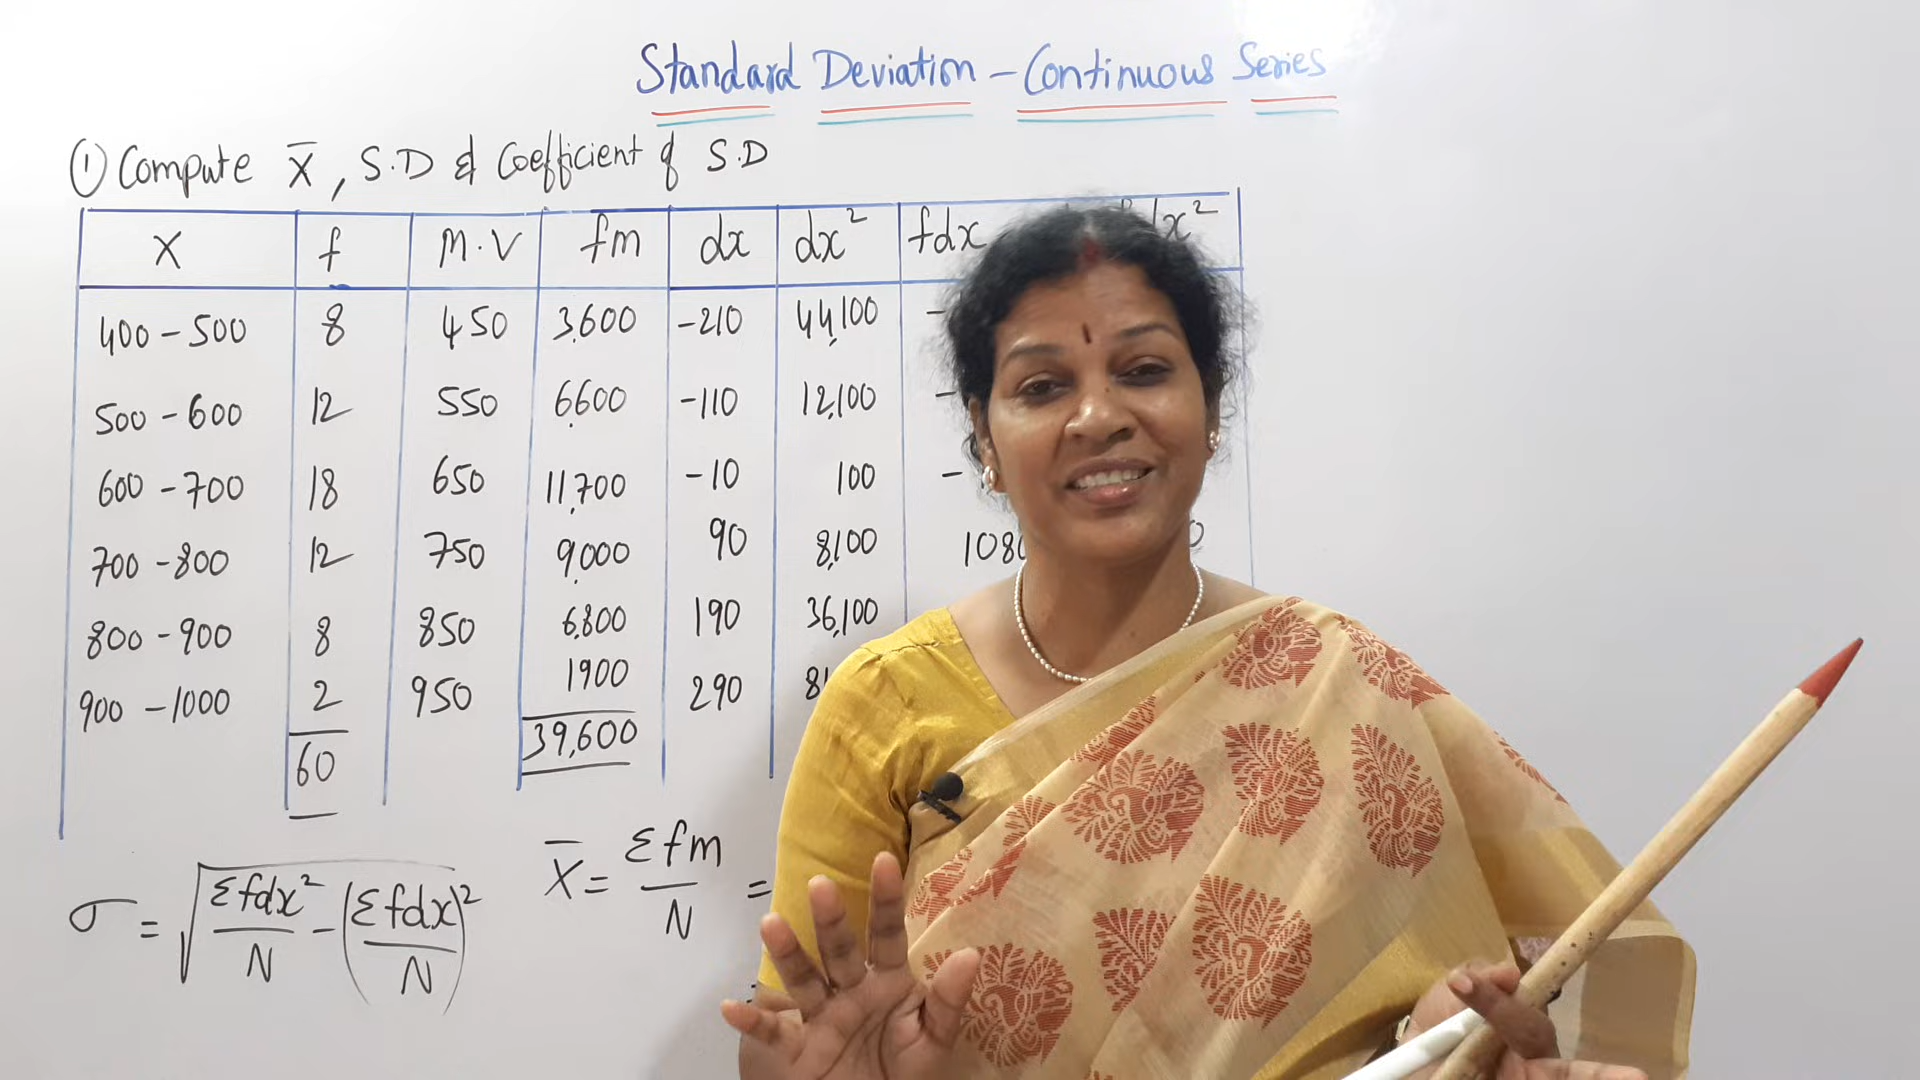 Standard Deviation - Continuous Series
① Compute X̅, S.D & Coefficient of S.D
X f M.V fm dx dx² fdx
400 - 500 8 450 3,600 -210 44,100 -
500 - 600 12 550 6,600 -110 12,100 -
600 - 700 18 650 11,700 -10 100 -
700 - 800 12 750 9,000 90 8,100 1080
800 - 900 8 850 6,800 190 36,100
900 - 1000 2 950 1900 290
60 39,600
σ = √(Σfdx²/N - (Σfdx/N)²)
X̅ = Σfm/N =